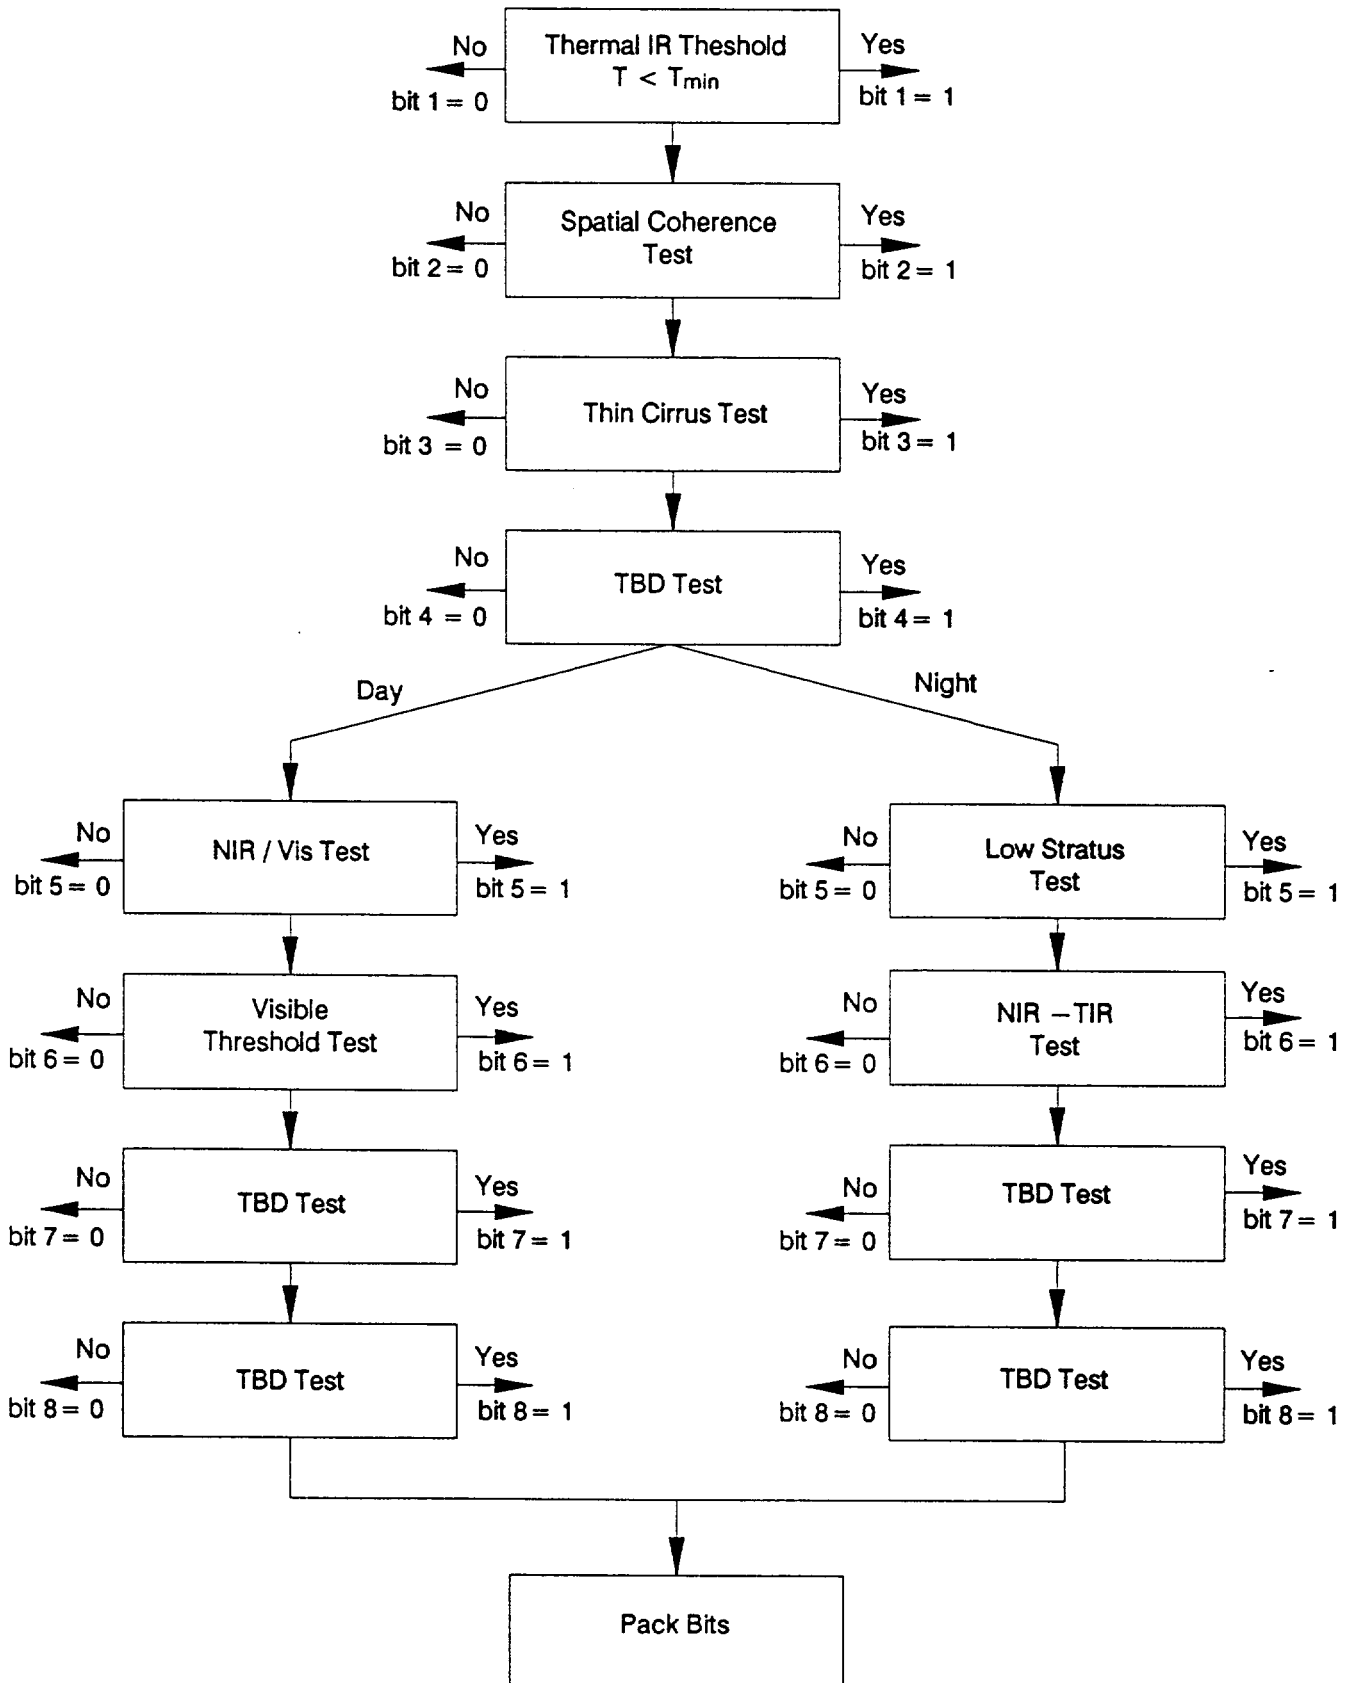 No
Thermal IR Theshold
Yes
T < Tmin
bit 1 = 0
bit 1 = 1
No
Spatial Coherence
Yes
Test
bit 2 = 0
bit 2 = 1
No
Thin Cirrus Test
Yes
bit 3 = 0
bit 3 = 1
No
TBD Test
Yes
bit 4 = 0
bit 4 = 1
Day
Night
No
NIR / Vis Test
Yes
bit 5 = 0
bit 5 = 1
No
Low Stratus
Yes
Test
bit 5 = 0
bit 5 = 1
No
Visible
Yes
Threshold Test
bit 6 = 0
bit 6 = 1
No
NIR – TIR
Yes
Test
bit 6 = 0
bit 6 = 1
No
TBD Test
Yes
bit 7 = 0
bit 7 = 1
No
TBD Test
Yes
bit 7 = 0
bit 7 = 1
No
TBD Test
Yes
bit 8 = 0
bit 8 = 1
No
TBD Test
Yes
bit 8 = 0
bit 8 = 1
Pack Bits